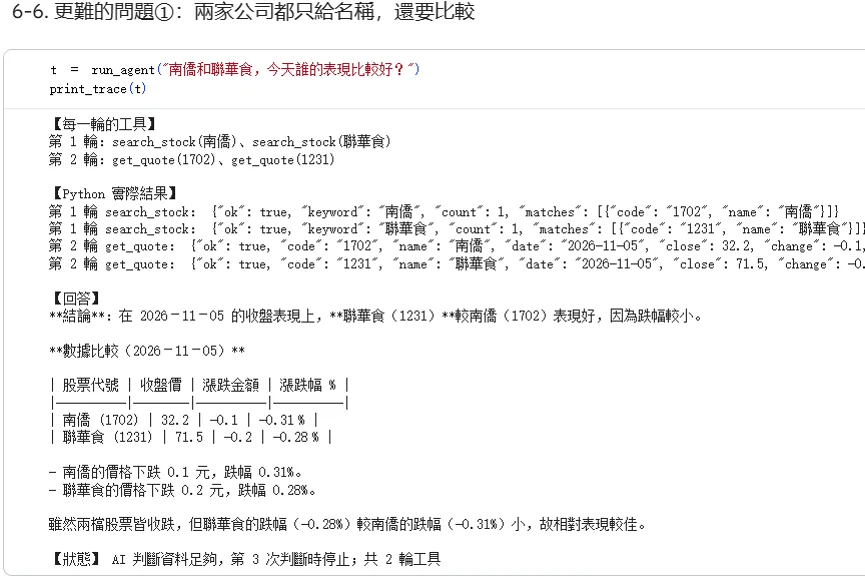 6-6. 更難的問題①：兩家公司都只給名稱，還要比較
t = run_agent("南僑和聯華食，今天誰的表現比較好？")
print_trace(t)
【每一輪的工具】
第 1 輪：search_stock(南僑)、search_stock(聯華食)
第 2 輪：get_quote(1702)、get_quote(1231)
【Python 實際結果】
第 1 輪 search_stock： {"ok": true, "keyword": "南僑", "count": 1, "matches": [{"code": "1702", "name": "南僑"}]}
第 1 輪 search_stock： {"ok": true, "keyword": "聯華食", "count": 1, "matches": [{"code": "1231", "name": "聯華食"}]}
第 2 輪 get_quote： {"ok": true, "code": "1702", "name": "南僑", "date": "2026-11-05", "close": 32.2, "change": -0.1,
第 2 輪 get_quote： {"ok": true, "code": "1231", "name": "聯華食", "date": "2026-11-05", "close": 71.5, "change": -0.
【回答】
**結論**：在 2026-11-05 的收盤表現上，**聯華食（1231）**較南僑（1702）表現好，因為跌幅較小。
**數據比較（2026-11-05）**
| 股票代號 | 收盤價 | 漲跌金額 | 漲跌幅 % |
|----------|--------|----------|----------|
| 南僑 (1702) | 32.2 | -0.1 | -0.31 % |
| 聯華食 (1231) | 71.5 | -0.2 | -0.28 % |
- 南僑的價格下跌 0.1 元，跌幅 0.31%。
- 聯華食的價格下跌 0.2 元，跌幅 0.28%。
雖然兩檔股票皆收跌，但聯華食的跌幅（-0.28%）較南僑的跌幅（-0.31%）小，故相對表現較佳。
【狀態】 AI 判斷資料足夠，第 3 次判斷時停止；共 2 輪工具